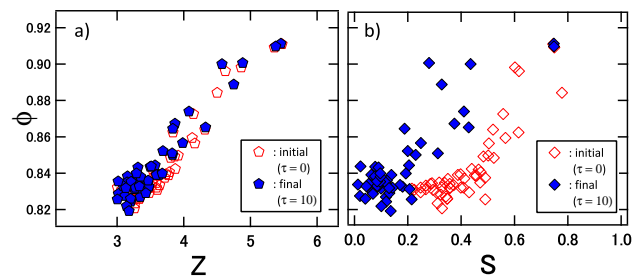 a)
b)
0.92
0.90
0.88
0.86
0.84
0.82
ϕ
: initial
(τ = 0)
: final
(τ = 10)
: initial
(τ = 0)
: final
(τ = 10)
3
4
5
6
0.0
0.2
0.4
0.6
0.8
1.0
Z
S